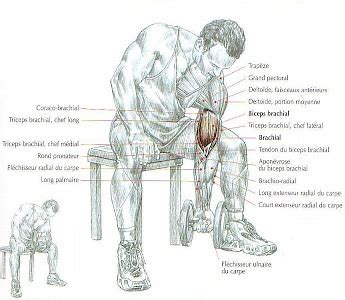 Trapèze
Grand pectoral
Deltoïde, faisceaux antérieurs
Deltoïde, portion moyenne
Biceps brachial
Triceps brachial, chef latéral
Brachial
Tendon du biceps brachial
Aponévrose
du biceps brachial
Brachio-radial
Long extenseur radial du carpe
Court extenseur radial du carpe
Coraco-brachial
Triceps brachial, chef long
Triceps brachial, chef médial
Rond pronateur
Fléchisseur radial du carpe
Long palmaire
Fléchisseur ulnaire
du carpe